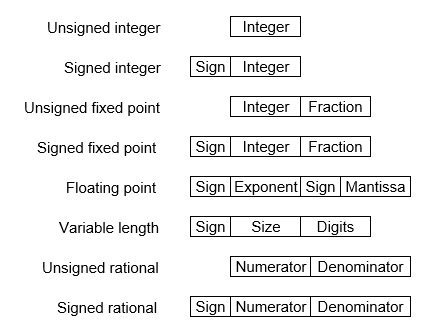 Unsigned integer Integer
Signed integer Sign Integer
Unsigned fixed point Integer Fraction
Signed fixed point Sign Integer Fraction
Floating point Sign Exponent Sign Mantissa
Variable length Sign Size Digits
Unsigned rational Numerator Denominator
Signed rational Sign Numerator Denominator